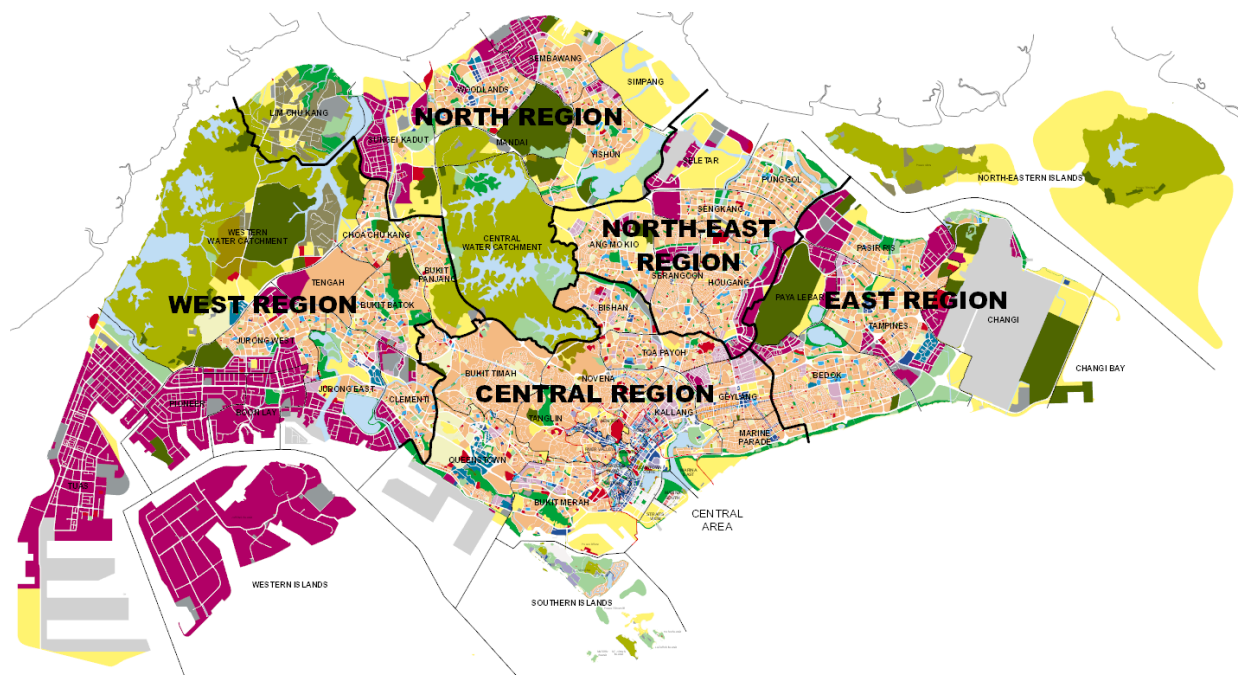 SEMBAWANG
SIMPANG
WOODLANDS
LIM CHU KANG
NORTH REGION
SUNGEI KADUT
MANDAI
YISHUN
SELETAR
PUNGGOL
NORTH-EASTERN ISLANDS
SENGKANG
WESTERN
WATER CATCHMENT
CHOA CHU KANG
CENTRAL
WATER CATCHMENT
NORTH-EAST
REGION
ANG MO KIO
SERANGOON
HOUGANG
PASIR RIS
BUKIT
PANJANG
TENGAH
WEST REGION
BUKIT BATOK
BISHAN
PAYA LEBAR
EAST REGION
CHANGI
TAMPINES
JURONG WEST
TOA PAYOH
BUKIT TIMAH
NOVENA
BEDOK
CHANGI BAY
JURONG EAST
CENTRAL REGION
CLEMENTI
GEYLANG
PIONEER
BOON LAY
TANGLIN
KALLANG
MARINE
PARADE
QUEENSTOWN
TUAS
BUKIT MERAH
CENTRAL
AREA
WESTERN ISLANDS
SOUTHERN ISLANDS